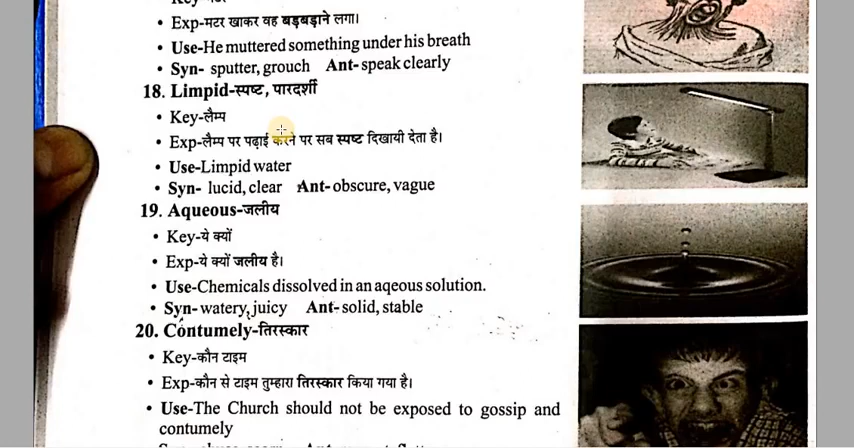 • Exp-मटर खाकर वह बड़बड़ाने लगा।
• Use-He muttered something under his breath
• Syn- sputter, grouch Ant-speak clearly
18. Limpid-स्पष्ट, पारदर्शी
• Key-लैम्प
• Exp-लैम्प पर पढ़ाई करने पर सब स्पष्ट दिखायी देता है।
• Use-Limpid water
• Syn- lucid, clear Ant-obscure, vague
19. Aqueous-जलीय
• Key-ये क्यों
• Exp-ये क्यों जलीय है।
• Use-Chemicals dissolved in an aqeous solution.
• Syn- watery, juicy Ant-solid, stable
20. Contumely-तिरस्कार
• Key-कौन टाइम
• Exp-कौन से टाइम तुम्हारा तिरस्कार किया गया है।
• Use-The Church should not be exposed to gossip and
contumely